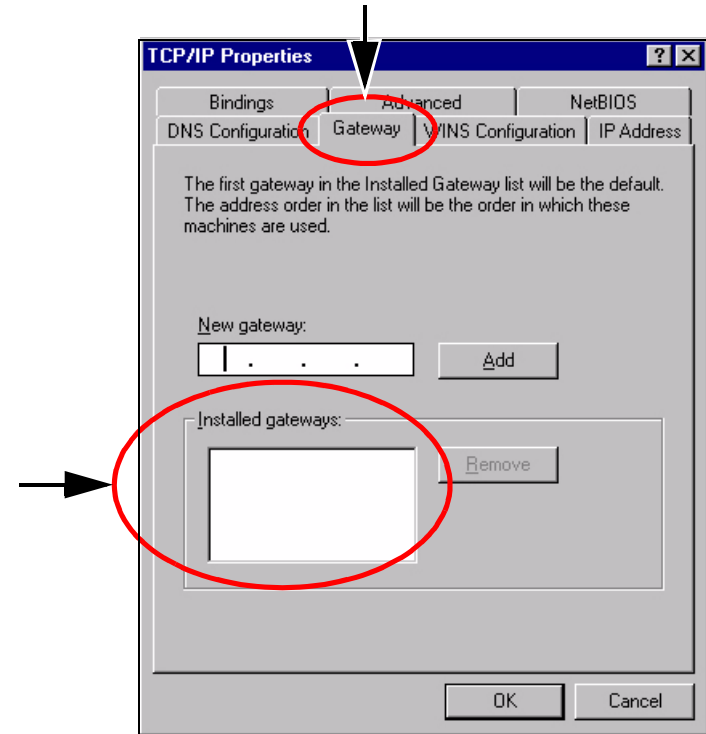 TCP/IP Properties
? X
Bindings Advanced NetBIOS
DNS Configuration Gateway WINS Configuration IP Address
The first gateway in the Installed Gateway list will be the default.
The address order in the list will be the order in which these
machines are used.
New gateway:
. . .
Add
Installed gateways:
Remove
OK Cancel